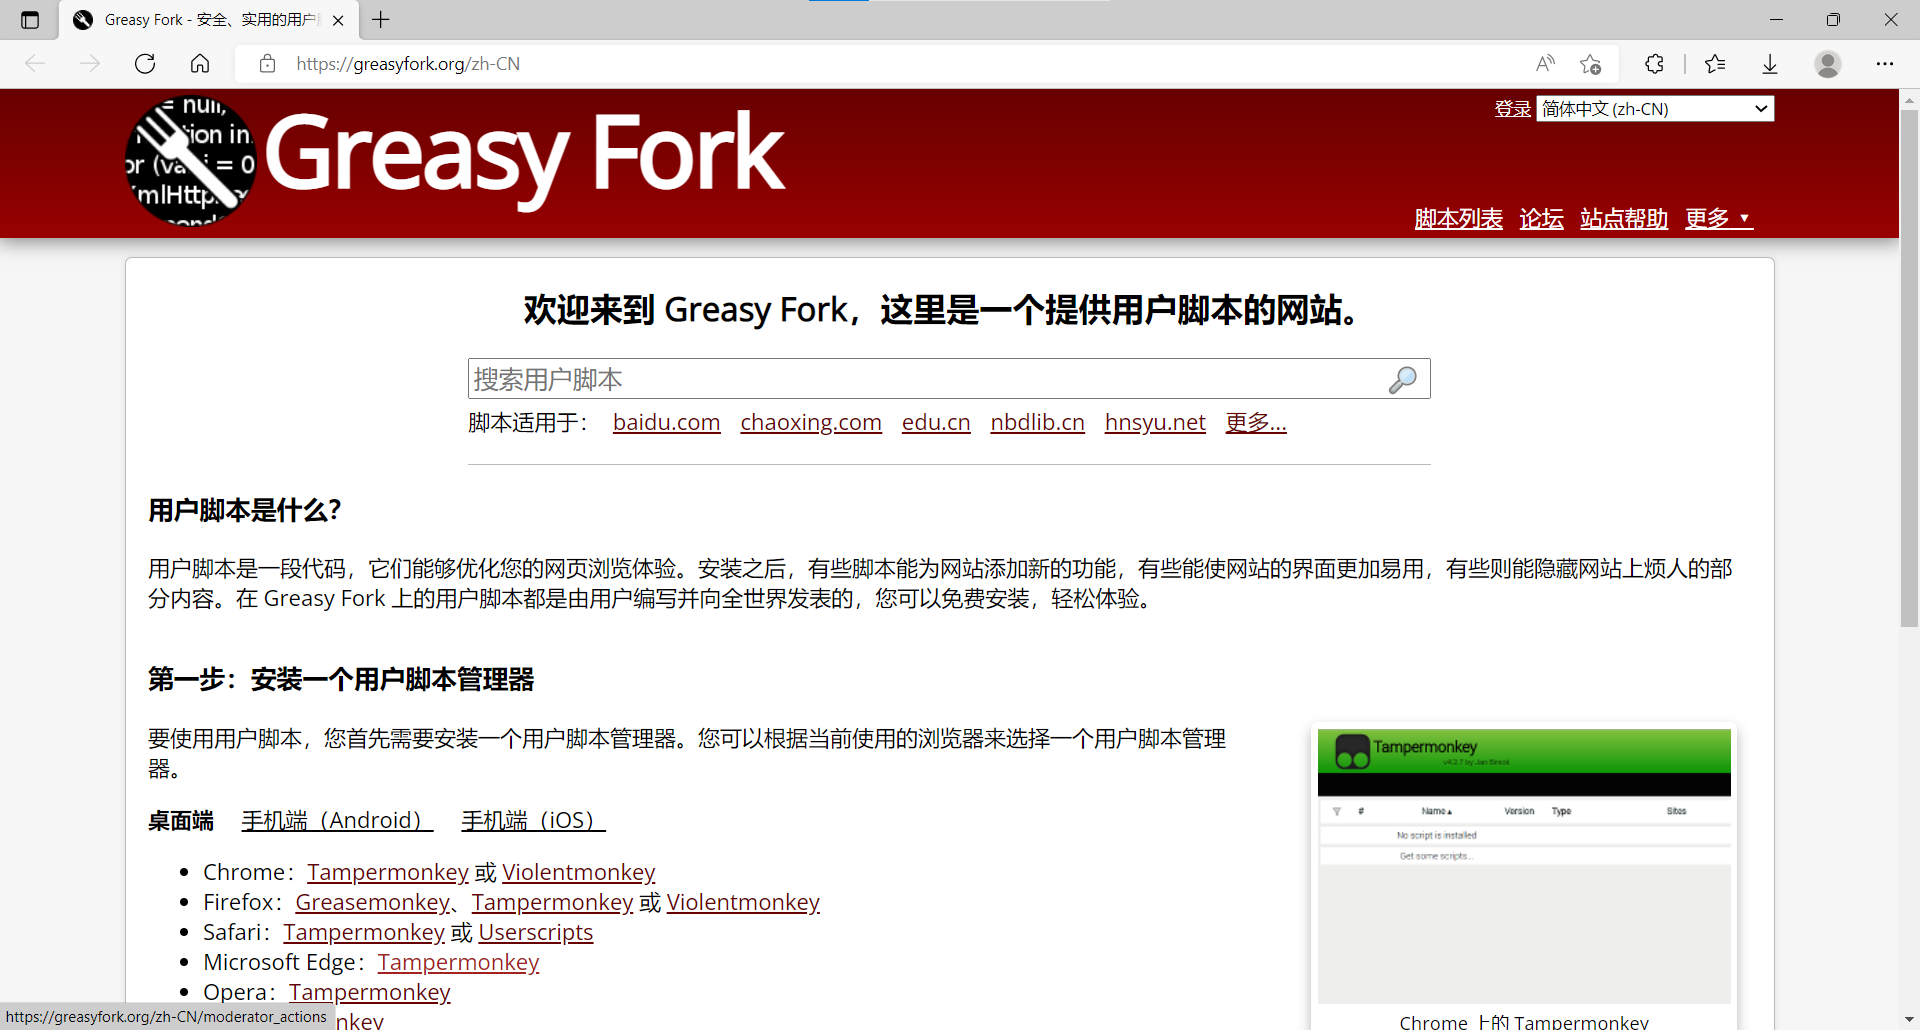 Greasy Fork - 安全、实用的用户
https://greasyfork.org/zh-CN
= null,
tion in
or (va i = 0
mlHttp
pond
Greasy Fork
登录 简体中文 (zh-CN)
脚本列表 论坛 站点帮助 更多 ▼
欢迎来到 Greasy Fork，这里是一个提供用户脚本的网站。
搜索用户脚本
脚本适用于： baidu.com chaoxing.com edu.cn nbdlib.cn hnsyu.net 更多...
用户脚本是什么？
用户脚本是一段代码，它们能够优化您的网页浏览体验。安装之后，有些脚本能为网站添加新的功能，有些能使网站的界面更加易用，有些则能隐藏网站上烦人的部
分内容。在 Greasy Fork 上的用户脚本都是由用户编写并向全世界发表的，您可以免费安装，轻松体验。
第一步：安装一个用户脚本管理器
要使用用户脚本，您首先需要安装一个用户脚本管理器。您可以根据当前使用的浏览器来选择一个用户脚本管理
器。
桌面端 手机端（Android） 手机端（iOS）
Chrome：Tampermonkey 或 Violentmonkey
Firefox：Greasemonkey、Tampermonkey 或 Violentmonkey
Safari：Tampermonkey 或 Userscripts
Microsoft Edge：Tampermonkey
Opera：Tampermonkey
nkey
Tampermonkey
v4.2.7 by Jan Biniok
# Name Version Type Sites
No script is installed
Get some scripts...
Chrome 上的 Tampermonkey
https://greasyfork.org/zh-CN/moderator_actions